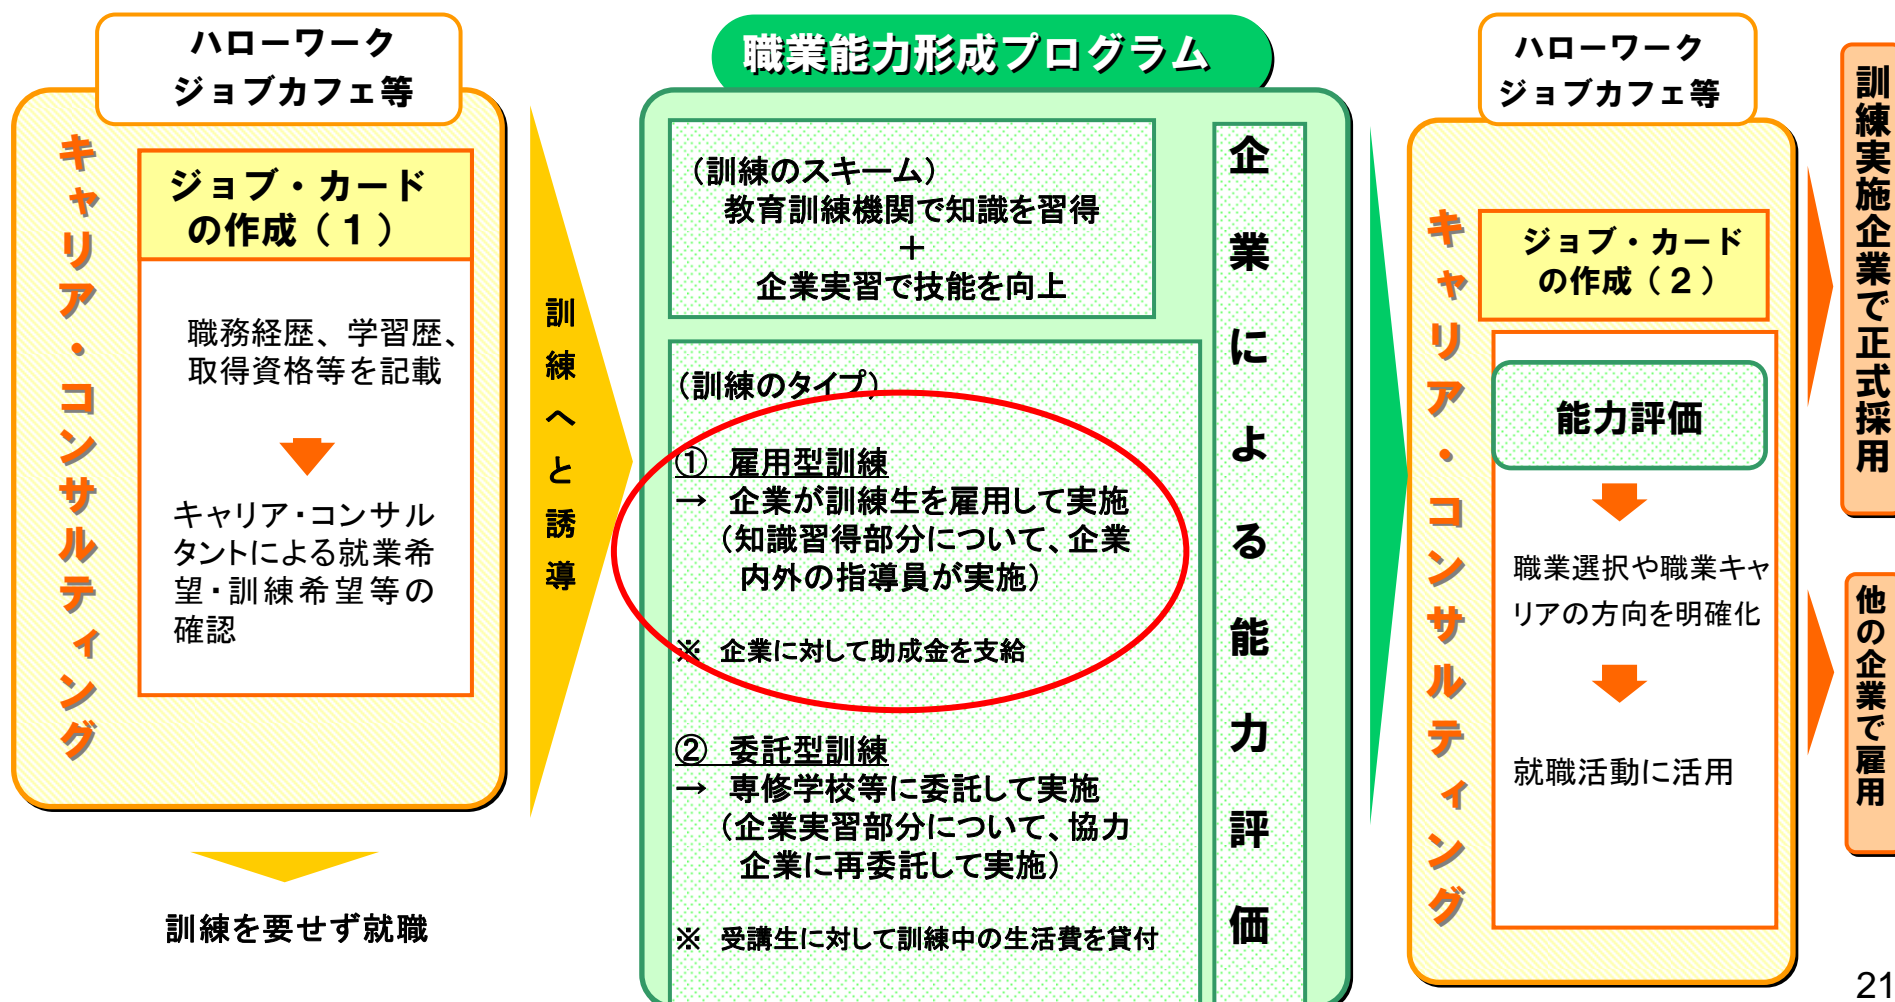 ハローワーク
ジョブカフェ等
キャリア・コンサルティング
ジョブ・カード
の作成（１）
職務経歴、学習歴、
取得資格等を記載
キャリア・コンサル
タントによる就業希
望・訓練希望等の
確認
訓練を要せず就職
訓練へと誘導
職業能力形成プログラム
（訓練のスキーム）
教育訓練機関で知識を習得
＋
企業実習で技能を向上
（訓練のタイプ）
① 雇用型訓練
→ 企業が訓練生を雇用して実施
（知識習得部分について、企業
内外の指導員が実施）
※ 企業に対して助成金を支給
② 委託型訓練
→ 専修学校等に委託して実施
（企業実習部分について、協力
企業に再委託して実施）
※ 受講生に対して訓練中の生活費を貸付
企業による能力評価
ハローワーク
ジョブカフェ等
キャリア・コンサルティング
ジョブ・カード
の作成（２）
能力評価
職業選択や職業キャ
リアの方向を明確化
就職活動に活用
訓練実施企業で正式採用
他の企業で雇用
21